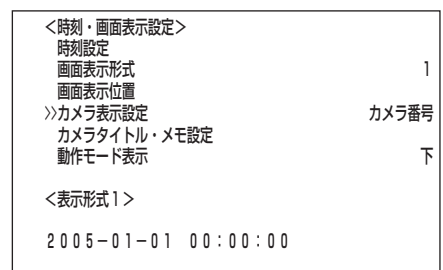 ＜時刻・画面表示設定＞
時刻設定
画面表示形式 1
画面表示位置
>>カメラ表示設定 カメラ番号
カメラタイトル・メモ設定
動作モード表示 下
＜表示形式1＞
2005-01-01 00:00:00